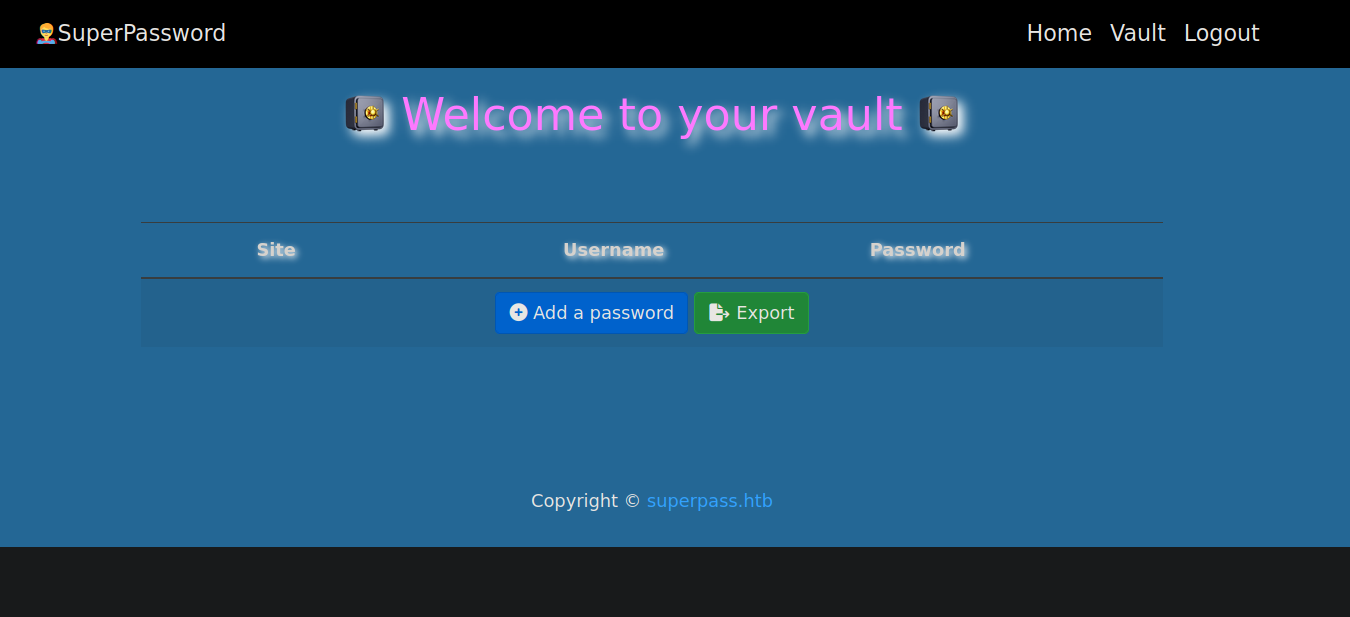 SuperPassword Home Vault Logout
Welcome to your vault
Site Username Password
Add a password Export
Copyright © superpass.htb